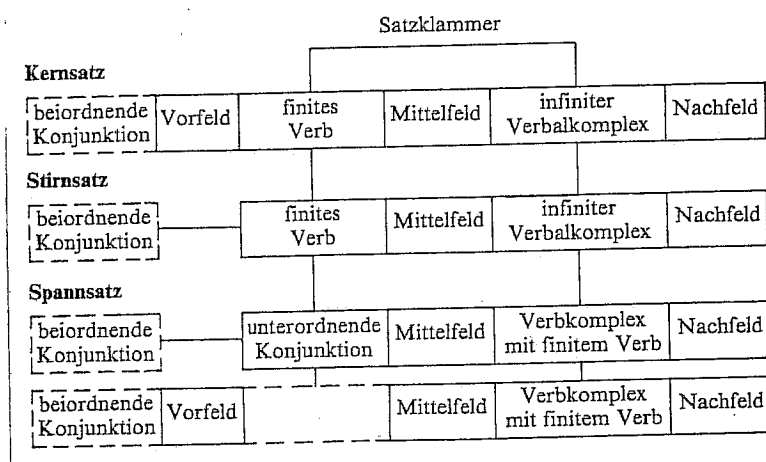 Satzklammer
Kernsatz
beiordnende Konjunktion Vorfeld finites Verb Mittelfeld infiniter Verbalkomplex Nachfeld
Stirnsatz
beiordnende Konjunktion finites Verb Mittelfeld infiniter Verbalkomplex Nachfeld
Spannsatz
beiordnende Konjunktion unterordnende Konjunktion Mittelfeld Verbkomplex mit finitem Verb Nachfeld
beiordnende Konjunktion Vorfeld Mittelfeld Verbkomplex mit finitem Verb Nachfeld